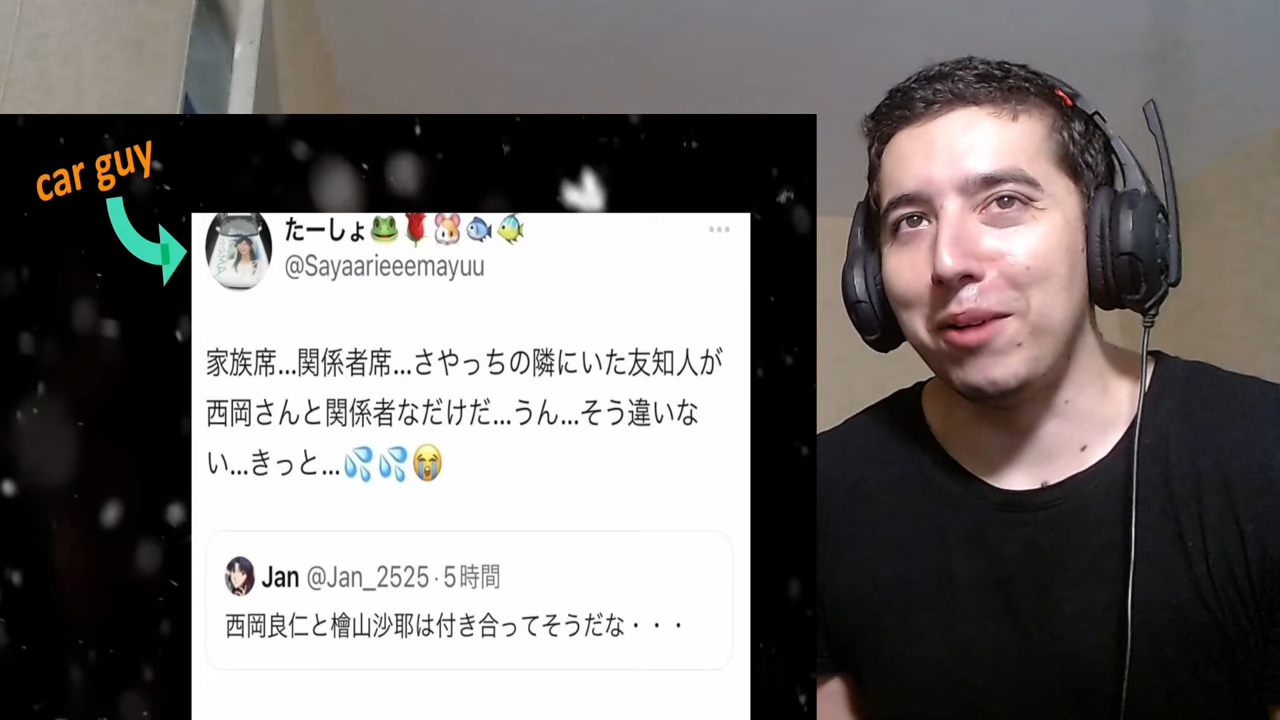 car guy
たーしょ🐸🌹🐹🐟🐠
@Sayaarieeemayuu
家族席...関係者席...さやっちの隣にいた友知人が
西岡さんと関係者なだけだ...うん...そう違いな
い...きっと...💦💦😭
Jan @Jan_2525 · 5時間
西岡良仁と檜山沙耶は付き合ってそうだな・・・